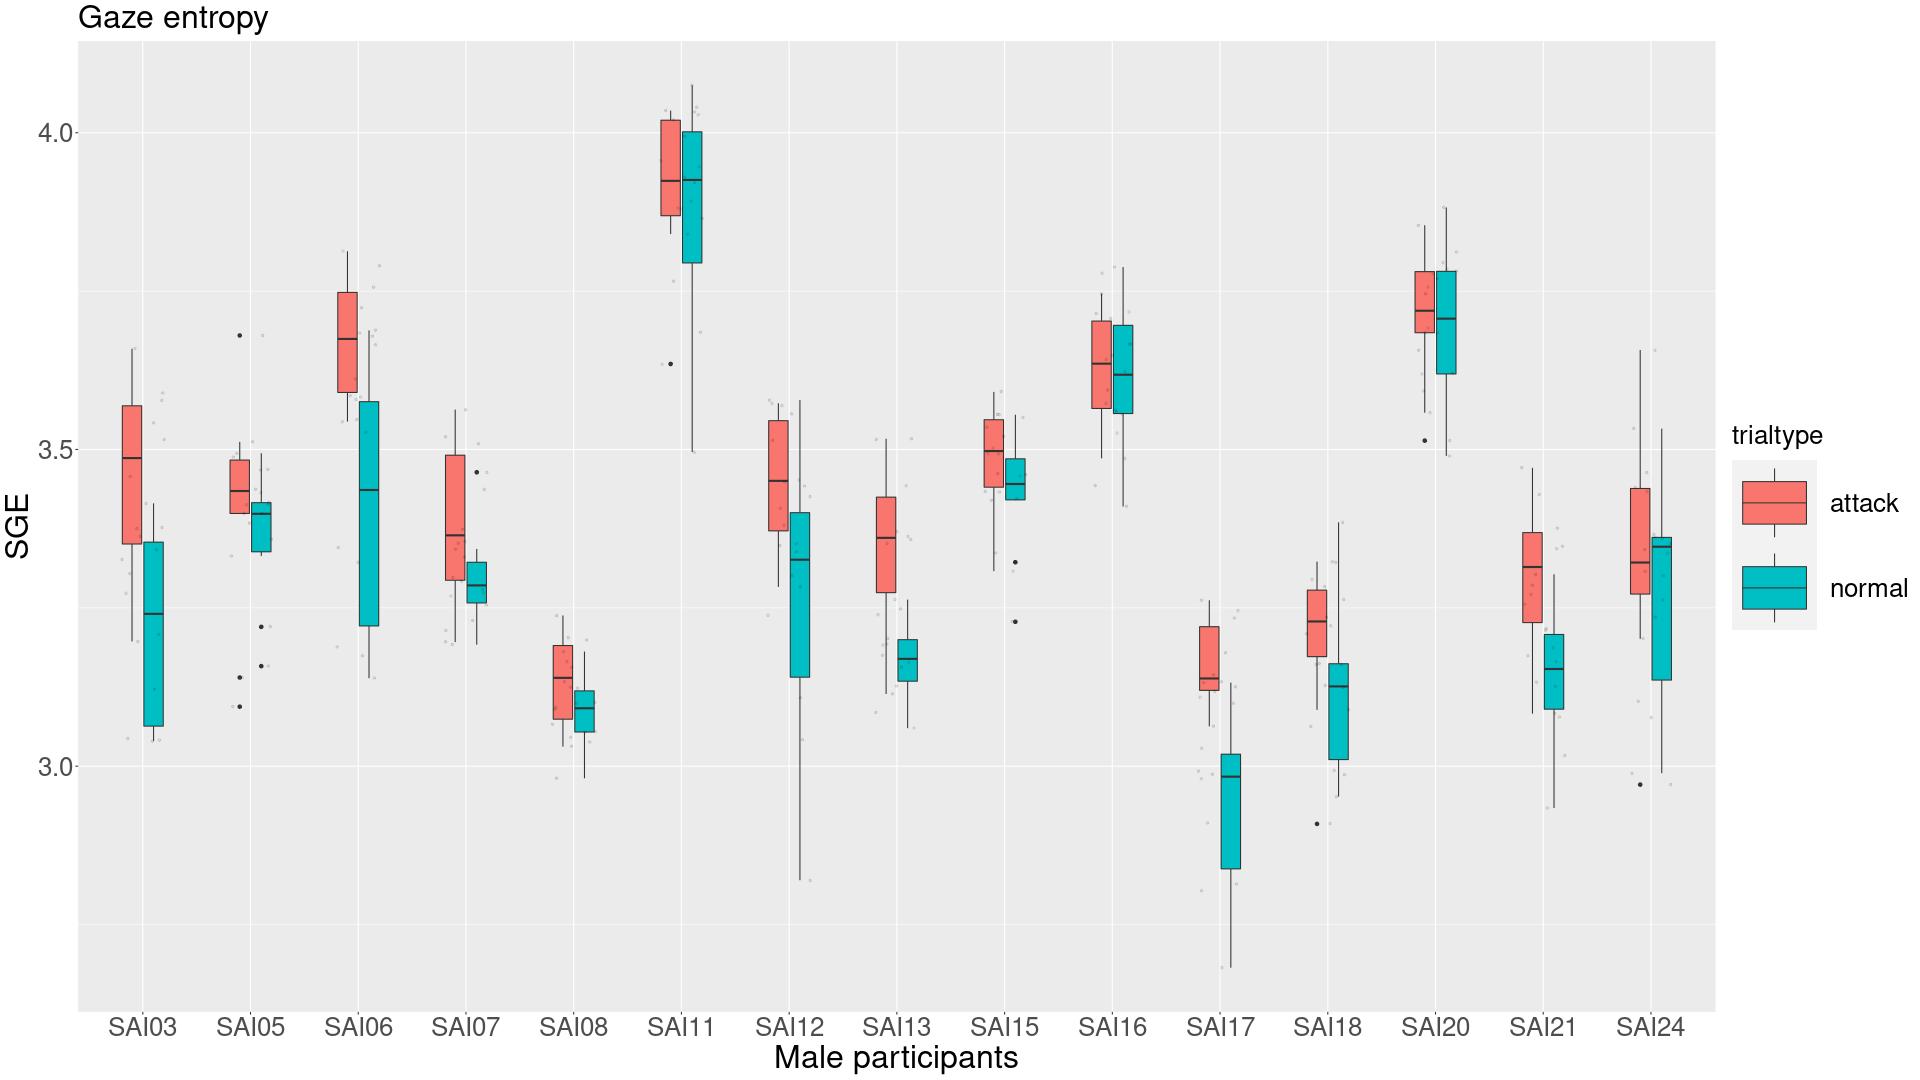 Gaze entropy
SGE
4.0
3.5
3.0
SAI03 SAI05 SAI06 SAI07 SAI08 SAI11 SAI12 SAI13 SAI15 SAI16 SAI17 SAI18 SAI20 SAI21 SAI24
Male participants
trialtype
attack
normal